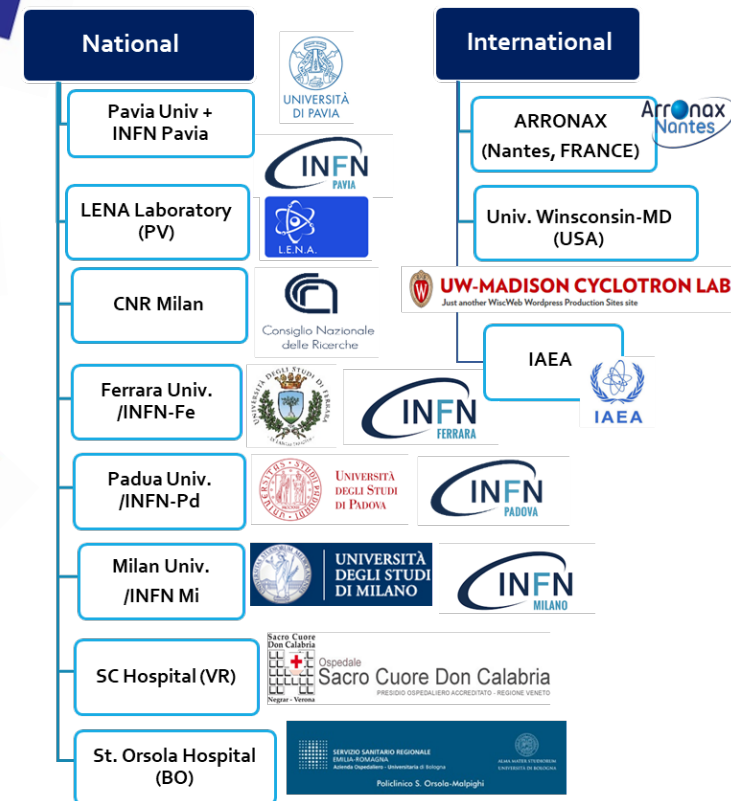 National
Pavia Univ +
INFN Pavia
UNIVERSITÀ
DI PAVIA
INFN
PAVIA
LENA Laboratory
(PV)
L.E.N.A.
CNR Milan
Consiglio Nazionale
delle Ricerche
Ferrara Univ.
/INFN-Fe
INFN
FERRARA
Padua Univ.
/INFN-Pd
UNIVERSITÀ
DEGLI STUDI
DI PADOVA
INFN
PADOVA
Milan Univ.
/INFN Mi
UNIVERSITÀ
DEGLI STUDI
DI MILANO
INFN
MILANO
SC Hospital (VR)
Sacro Cuore
Don Calabria
Negrar - Verona
Ospedale
Sacro Cuore Don Calabria
PRESIDIO OSPEDALIERO ACCREDITATO - REGIONE VENETO
St. Orsola Hospital
(BO)
SERVIZIO SANITARIO REGIONALE
EMILIA-ROMAGNA
Azienda Ospedaliero - Universitaria di Bologna
ALMA MATER STUDIORUM
UNIVERSITÀ DI BOLOGNA
Policlinico S. Orsola-Malpighi
International
ARRONAX
(Nantes, FRANCE)
Arronax
Nantes
Univ. Winsconsin-MD
(USA)
UW-MADISON CYCLOTRON LAB
Just another WiscWeb Wordpress Production Sites site
IAEA
IAEA